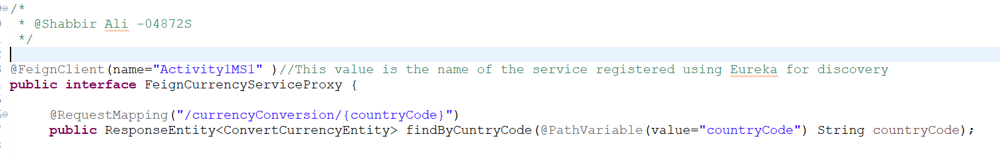 /*
* @Shabbir Ali -04872S
*/
@FeignClient(name="Activity1MS1" )//This value is the name of the service registered using Eureka for discovery
public interface FeignCurrencyServiceProxy {
@RequestMapping("/currencyConversion/{countryCode}")
public ResponseEntity<ConvertCurrencyEntity> findByCuntryCode(@PathVariable(value="countryCode") String countryCode);